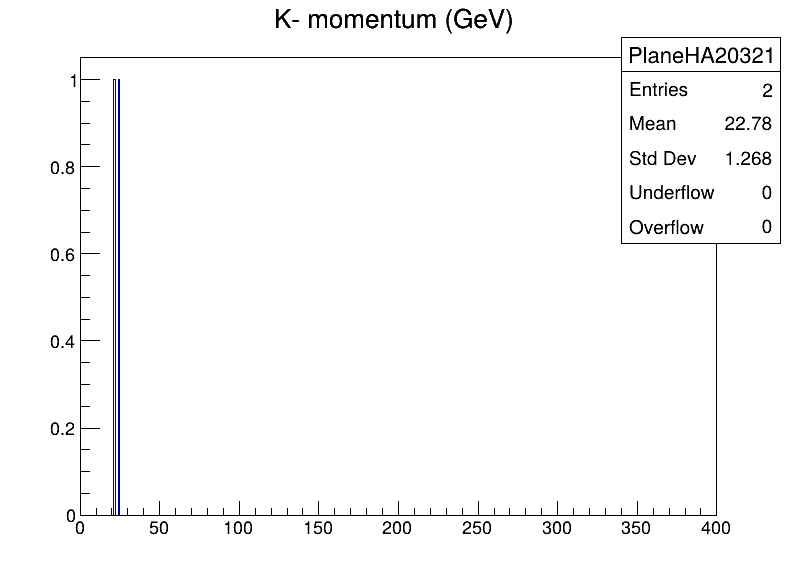 K- momentum (GeV)
PlaneHA20321
Entries 2
Mean 22.78
Std Dev 1.268
Underflow 0
Overflow 0
1
0.8
0.6
0.4
0.2
0
0 50 100 150 200 250 300 350 400